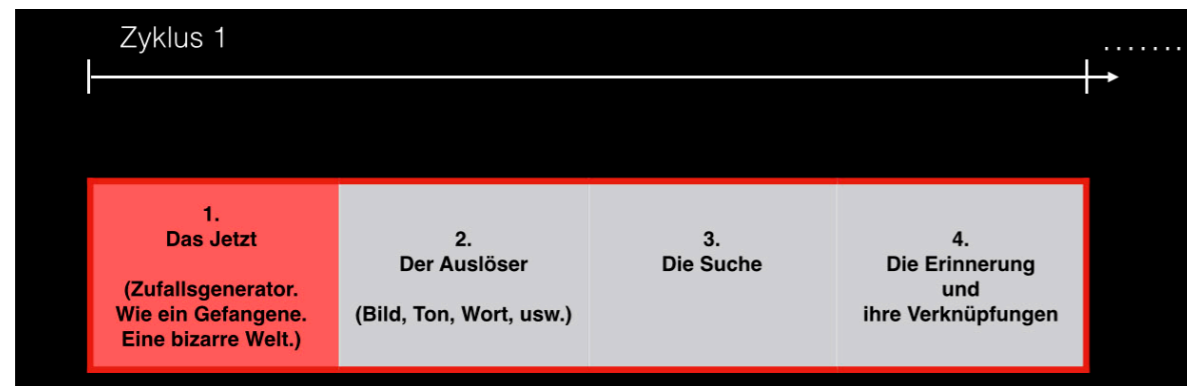 Zyklus 1
.......
1.
Das Jetzt
(Zufallsgenerator.
Wie ein Gefangene.
Eine bizarre Welt.)
2.
Der Auslöser
(Bild, Ton, Wort, usw.)
3.
Die Suche
4.
Die Erinnerung
und
ihre Verknüpfungen